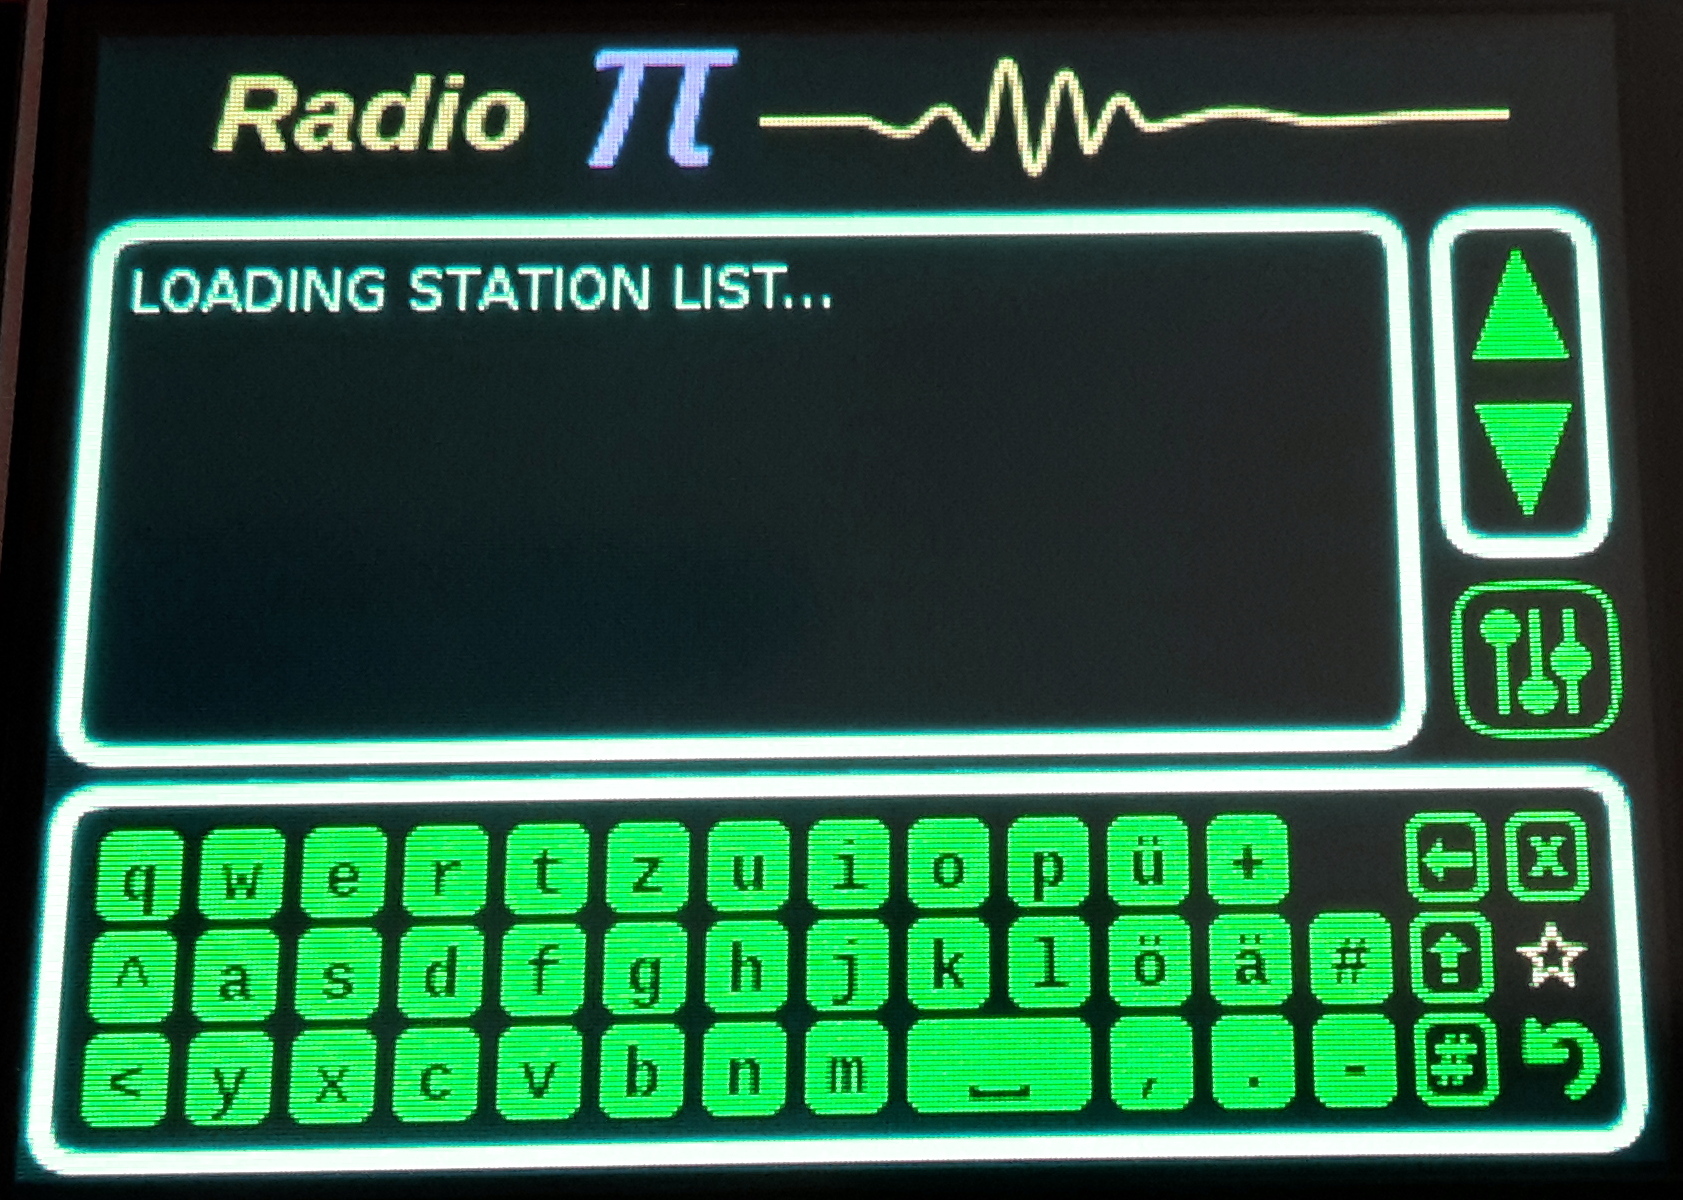 Radio π
LOADING STATION LIST...
q w e r t z u i o p ü + ← x
^ a s d f g h j k l ö ä #
< y x c v b n m ⎵ , . - #